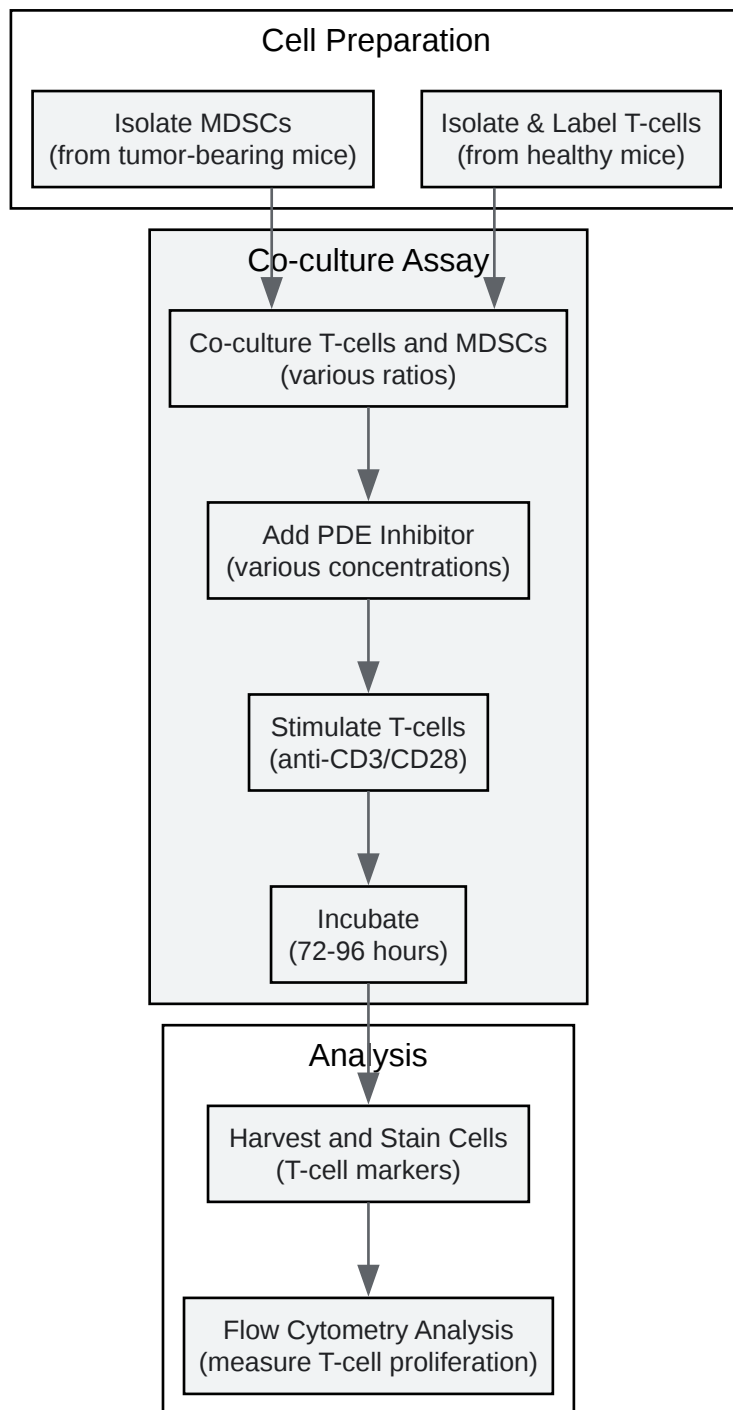 Cell Preparation
Isolate MDSCs
(from tumor-bearing mice)
Isolate & Label T-cells
(from healthy mice)
Co-culture Assay
Co-culture T-cells and MDSCs
(various ratios)
Add PDE Inhibitor
(various concentrations)
Stimulate T-cells
(anti-CD3/CD28)
Incubate
(72-96 hours)
Analysis
Harvest and Stain Cells
(T-cell markers)
Flow Cytometry Analysis
(measure T-cell proliferation)